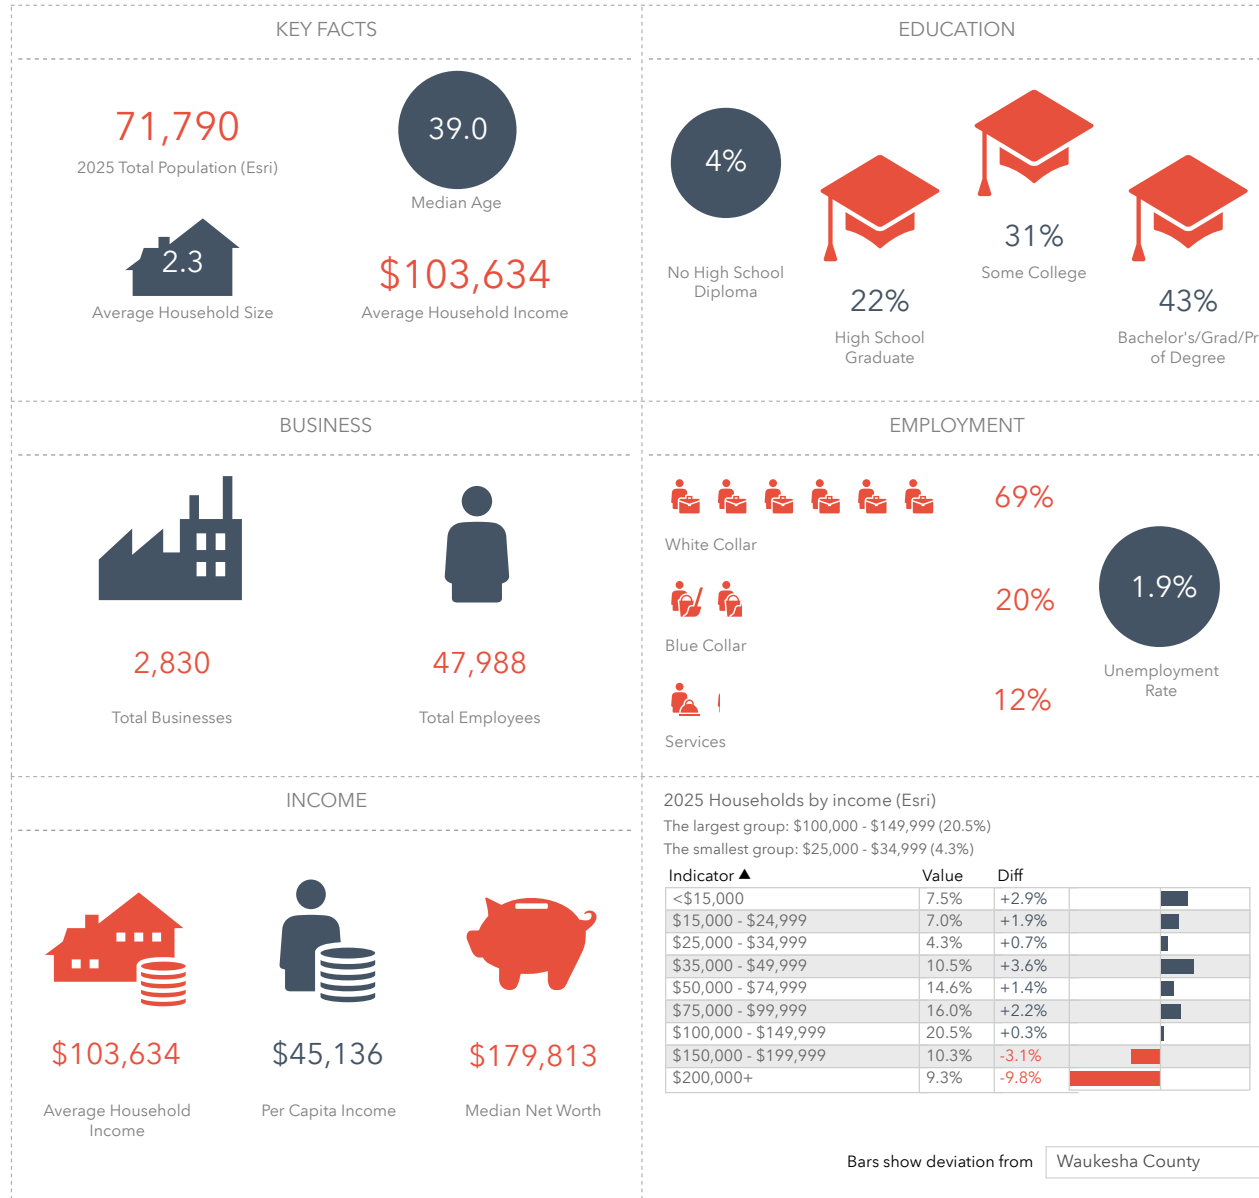 KEY FACTS
71,790
2025 Total Population (Esri)
39.0
Median Age
2.3
Average Household Size
$103,634
Average Household Income
EDUCATION
4%
No High School
Diploma
22%
High School
Graduate
31%
Some College
43%
Bachelor's/Grad/Pr
of Degree
BUSINESS
2,830
Total Businesses
47,988
Total Employees
EMPLOYMENT
69%
White Collar
20%
Blue Collar
12%
Services
1.9%
Unemployment
Rate
INCOME
$103,634
Average Household
Income
$45,136
Per Capita Income
$179,813
Median Net Worth
2025 Households by income (Esri)
The largest group: $100,000 - $149,999 (20.5%)
The smallest group: $25,000 - $34,999 (4.3%)
Indicator ▲ Value Diff
<$15,000 7.5% +2.9%
$15,000 - $24,999 7.0% +1.9%
$25,000 - $34,999 4.3% +0.7%
$35,000 - $49,999 10.5% +3.6%
$50,000 - $74,999 14.6% +1.4%
$75,000 - $99,999 16.0% +2.2%
$100,000 - $149,999 20.5% +0.3%
$150,000 - $199,999 10.3% -3.1%
$200,000+ 9.3% -9.8%
Bars show deviation from Waukesha County